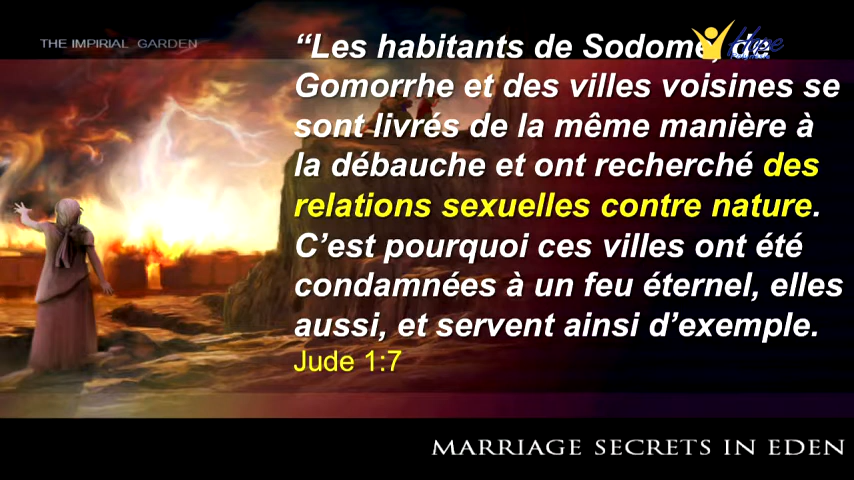 THE IMPIRIAL GARDEN
“Les habitants de Sodome, de
Gomorrhe et des villes voisines se
sont livrés de la même manière à
la débauche et ont recherché des
relations sexuelles contre nature.
C’est pourquoi ces villes ont été
condamnées à un feu éternel, elles
aussi, et servent ainsi d’exemple.
Jude 1:7
Hope
MARRIAGE SECRETS IN EDEN